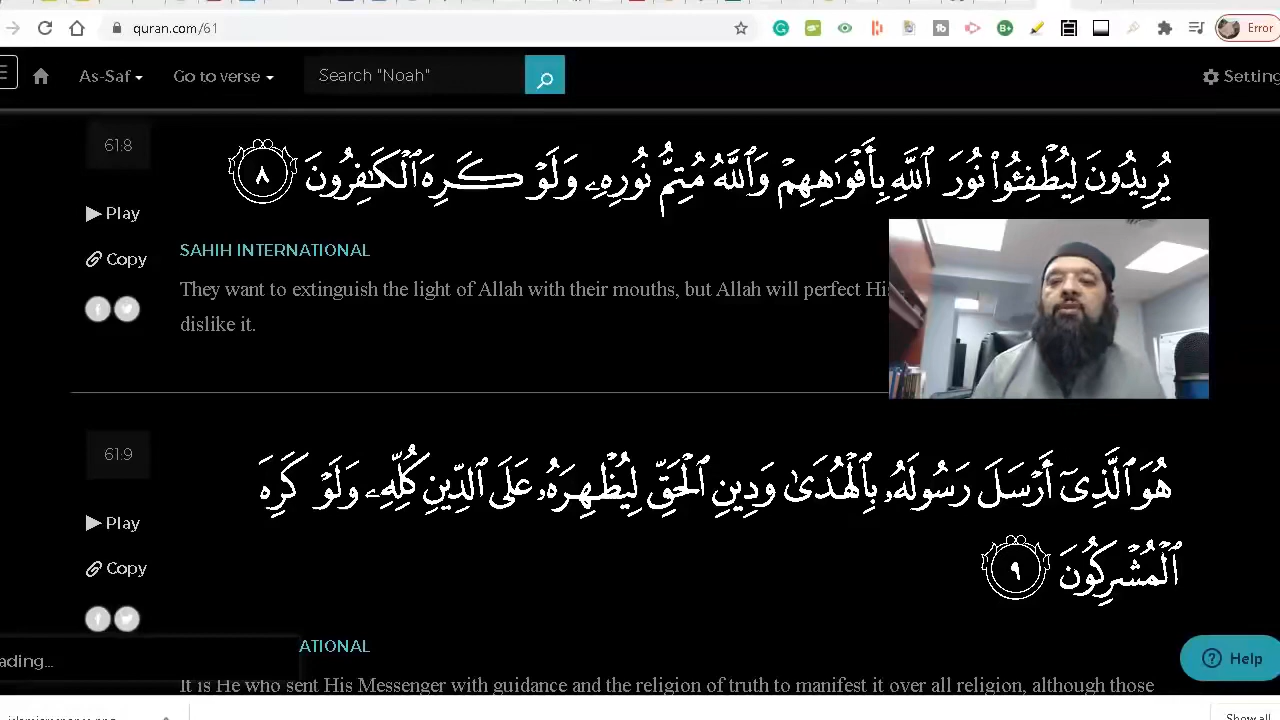 quran.com/61
Error
As-Saf
Go to verse
Search "Noah"
Setting
61:8
يُرِيدُونَ لِيُطْفِـُٔوا۟ نُورَ ٱللَّهِ بِأَفْوَٰهِهِمْ وَٱللَّهُ مُتِمُّ نُورِهِۦ وَلَوْ كَرِهَ ٱلْكَـٰفِرُونَ ٨
Play
SAHIH INTERNATIONAL
Copy
They want to extinguish the light of Allah with their mouths, but Allah will perfect His
dislike it.
61:9
هُوَ ٱلَّذِىٓ أَرْسَلَ رَسُولَهُۥ بِٱلْهُدَىٰ وَدِينِ ٱلْحَقِّ لِيُظْهِرَهُۥ عَلَى ٱلدِّينِ كُلِّهِۦ وَلَوْ كَرِهَ
ٱلْمُشْرِكُونَ ٩
Play
Copy
ATIONAL
ading...
Help
It is He who sent His Messenger with guidance and the religion of truth to manifest it over all religion, although those